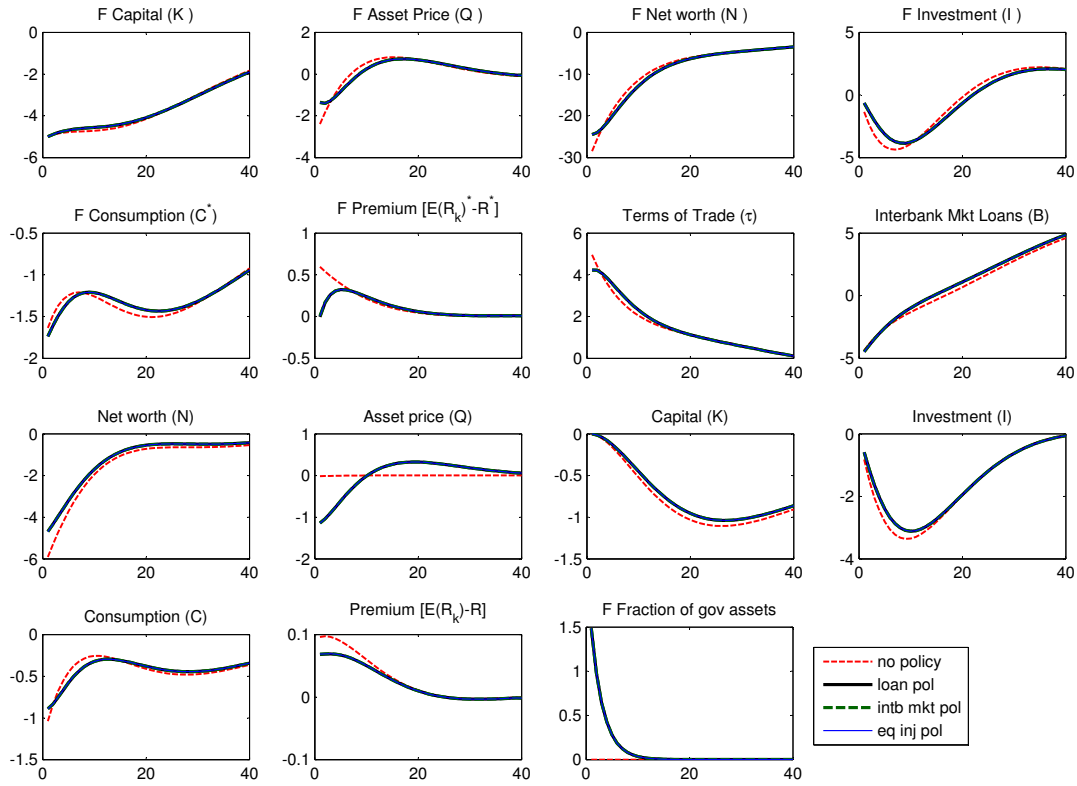 F Capital (K )
0
-2
-4
-6
0 20 40
F Asset Price (Q )
2
0
-2
-4
0 20 40
F Net worth (N )
0
-10
-20
-30
0 20 40
F Investment (I )
5
0
-5
0 20 40
F Consumption (C*)
-0.5
-1
-1.5
-2
0 20 40
F Premium [E(R_k)*-R*]
1
0.5
0
-0.5
0 20 40
Terms of Trade (τ)
6
4
2
0
0 20 40
Interbank Mkt Loans (B)
5
0
-5
0 20 40
Net worth (N)
0
-2
-4
-6
0 20 40
Asset price (Q)
1
0
-1
-2
0 20 40
Capital (K)
0
-0.5
-1
-1.5
0 20 40
Investment (I)
0
-2
-4
0 20 40
Consumption (C)
0
-0.5
-1
-1.5
0 20 40
Premium [E(R_k)-R]
0.1
0
-0.1
0 20 40
F Fraction of gov assets
1.5
1
0.5
0
0 20 40
no policy
loan pol
intb mkt pol
eq inj pol